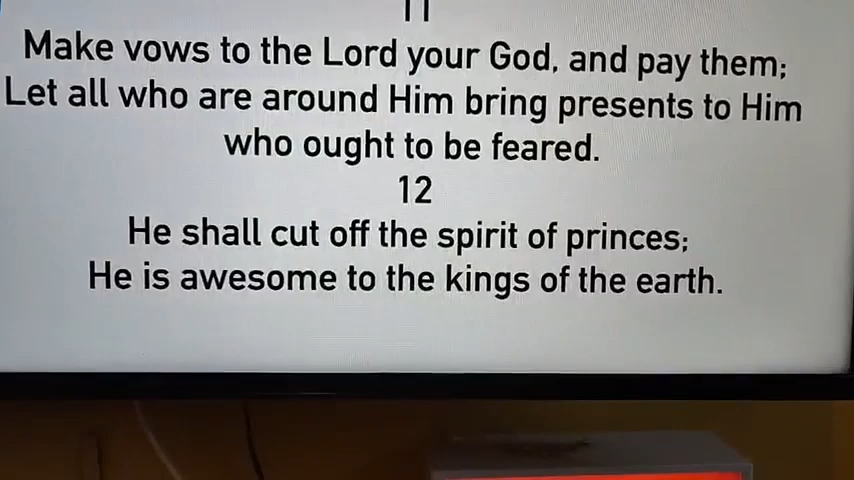 11
Make vows to the Lord your God, and pay them;
Let all who are around Him bring presents to Him
who ought to be feared.
12
He shall cut off the spirit of princes;
He is awesome to the kings of the earth.